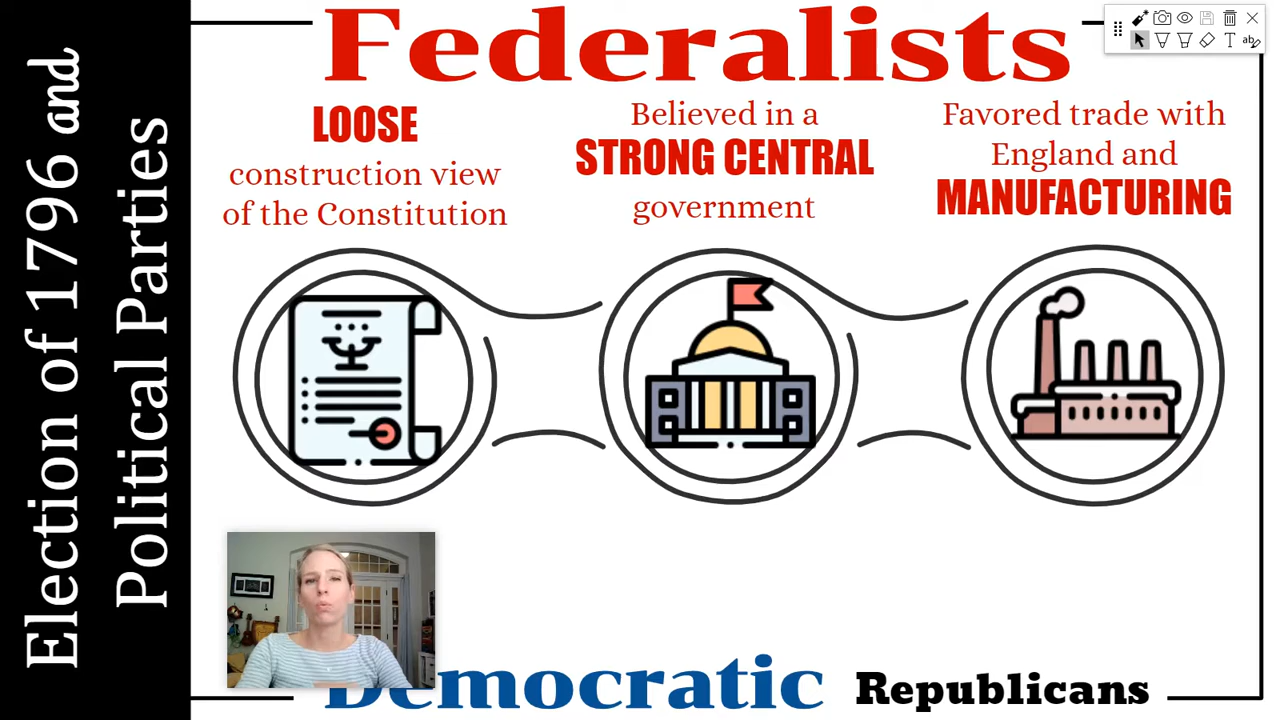 Election of 1796 and
Political Parties
Federalists
LOOSE
construction view
of the Constitution
Believed in a
STRONG CENTRAL
government
Favored trade with
England and
MANUFACTURING
Democratic Republicans